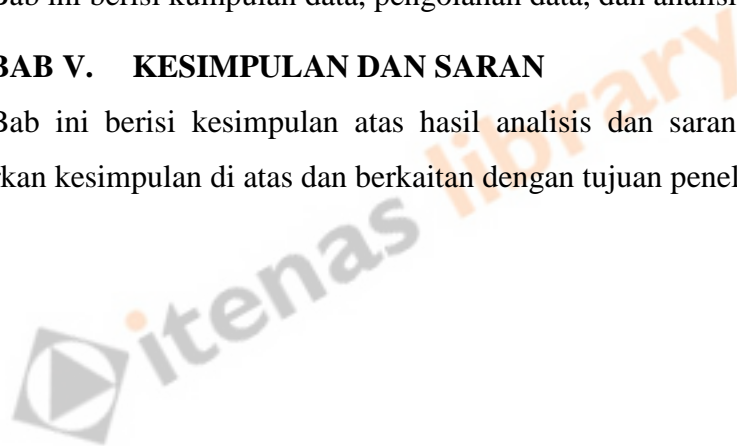 Bab ini berisi kumpulan data, pengolahan data, dan analisi
BAB V. KESIMPULAN DAN SARAN
Bab ini berisi kesimpulan atas hasil analisis dan saran
rkan kesimpulan di atas dan berkaitan dengan tujuan penel
itenas library